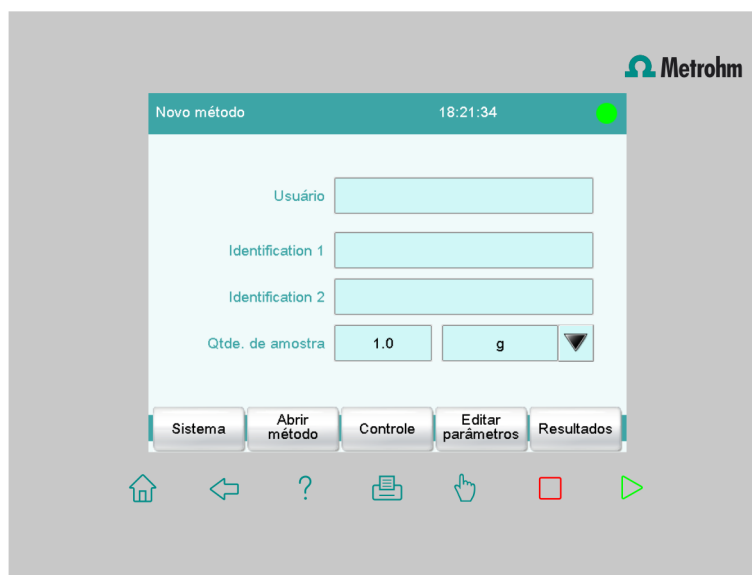 Metrohm
Novo método 18:21:34
Usuário
Identification 1
Identification 2
Qtde. de amostra 1.0 g
Sistema Abrir método Controle Editar parâmetros Resultados
?